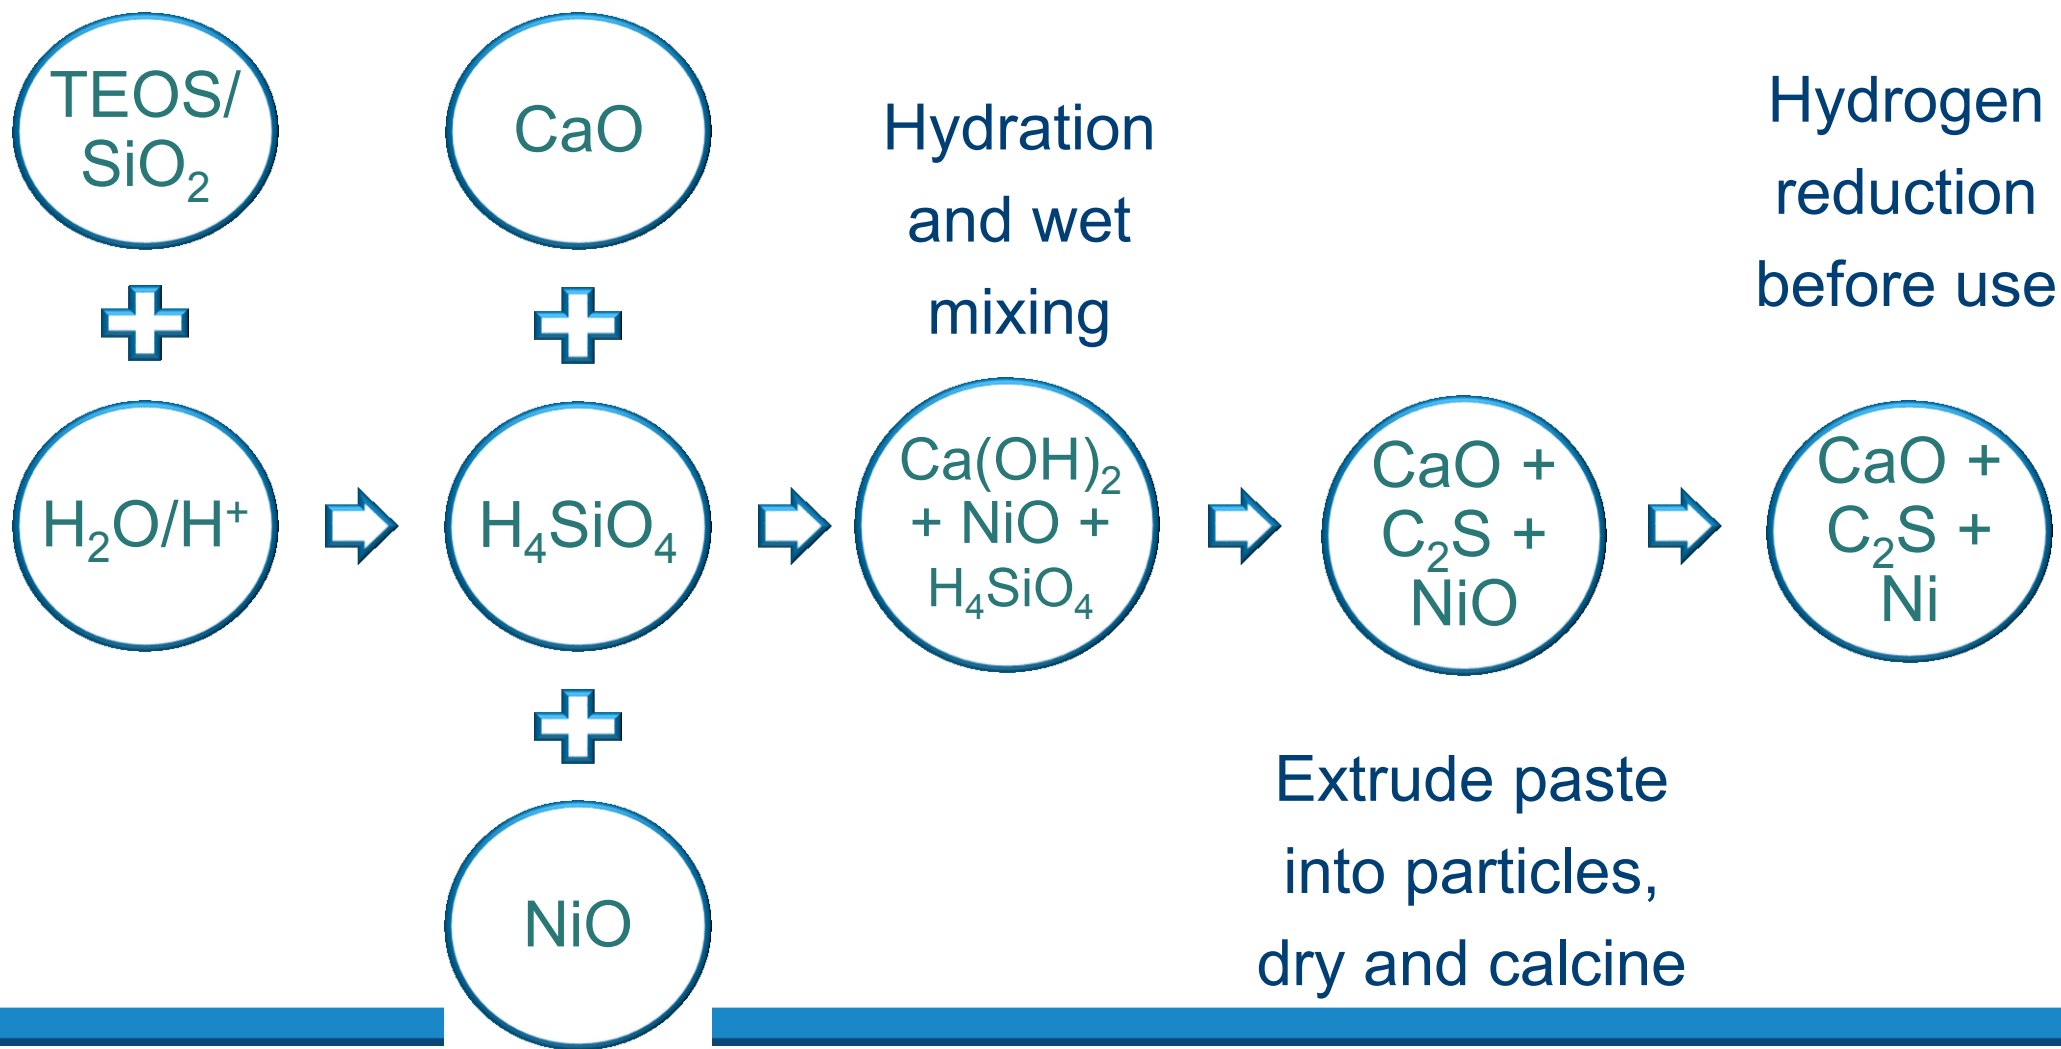 TEOS/
SiO₂
H₂O/H⁺
CaO
H₄SiO₄
NiO
Hydration
and wet
mixing
Ca(OH)₂
+ NiO +
H₄SiO₄
CaO +
C₂S +
NiO
Extrude paste
into particles,
dry and calcine
Hydrogen
reduction
before use
CaO +
C₂S +
Ni